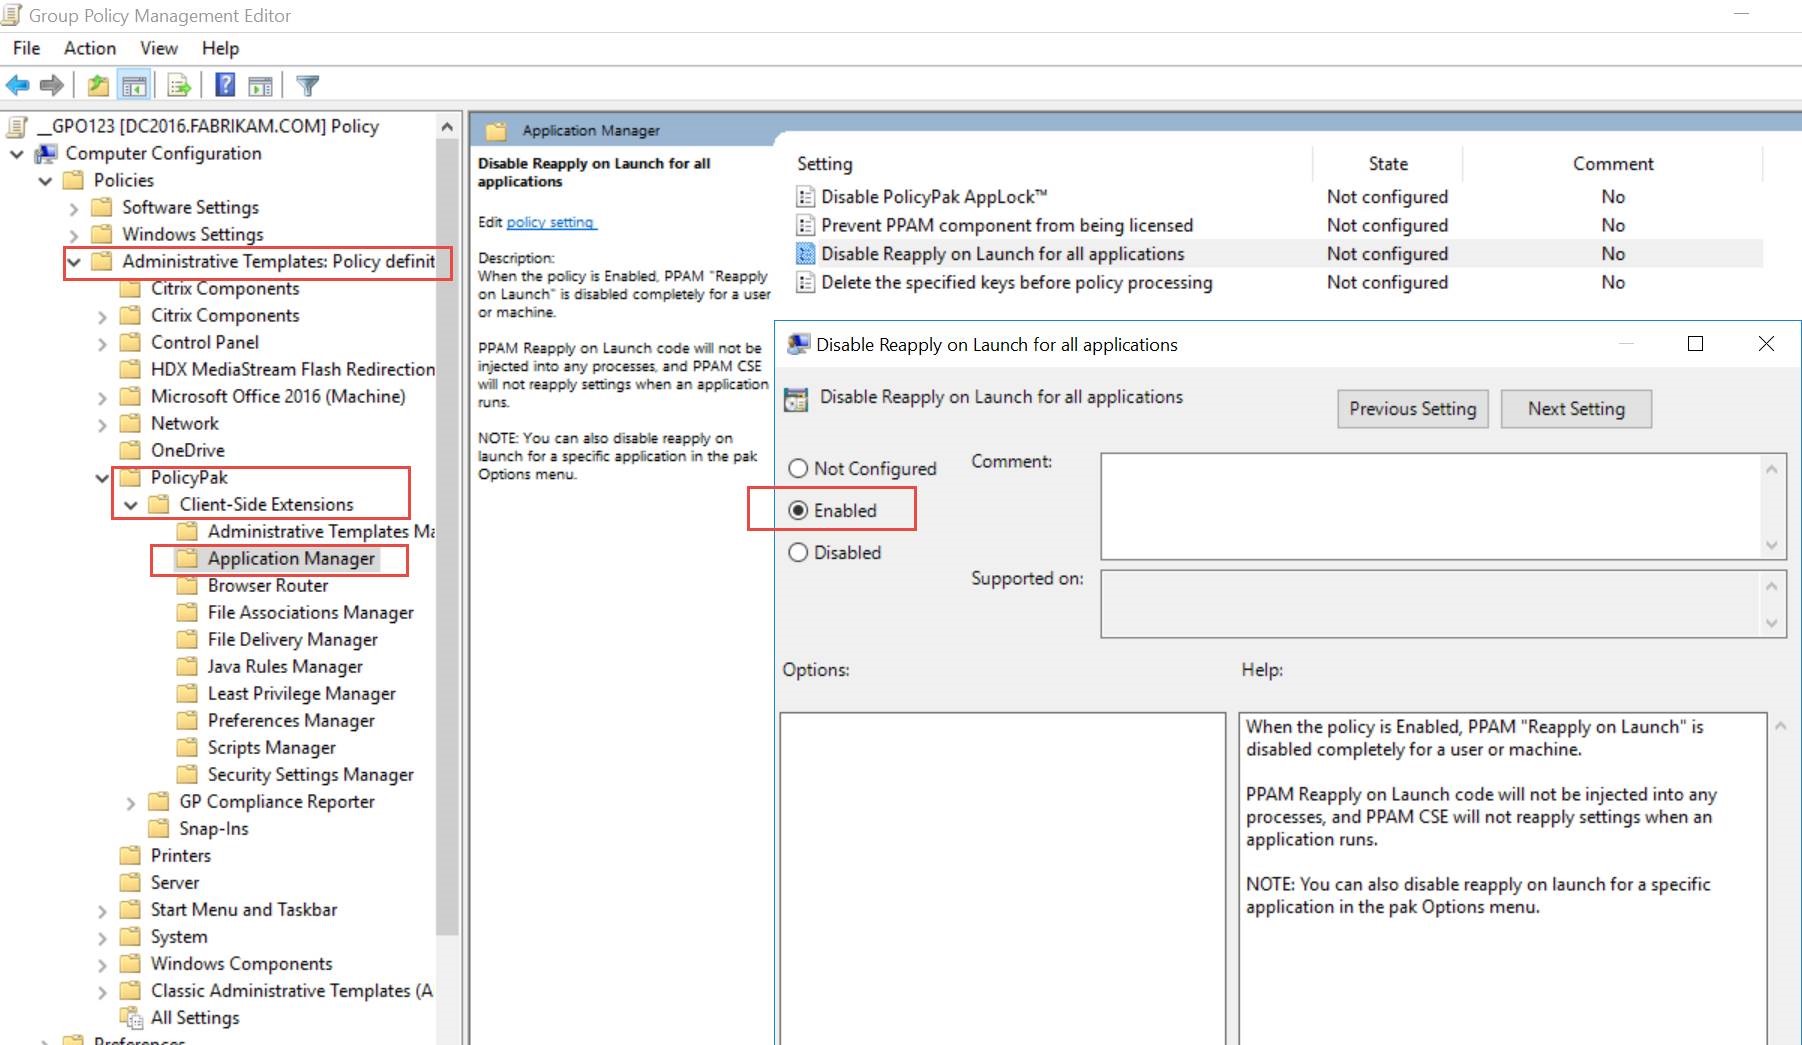 Group Policy Management Editor
File Action View Help
__GPO123 [DC2016.FABRIKAM.COM] Policy
Computer Configuration
Policies
Software Settings
Windows Settings
Administrative Templates: Policy definit
Citrix Components
Citrix Components
Control Panel
HDX MediaStream Flash Redirection
Microsoft Office 2016 (Machine)
Network
OneDrive
PolicyPak
Client-Side Extensions
Administrative Templates Ma
Application Manager
Browser Router
File Associations Manager
File Delivery Manager
Java Rules Manager
Least Privilege Manager
Preferences Manager
Scripts Manager
Security Settings Manager
GP Compliance Reporter
Snap-Ins
Printers
Server
Start Menu and Taskbar
System
Windows Components
Classic Administrative Templates (A
All Settings
Preferences
Application Manager
Disable Reapply on Launch for all
applications
Edit policy setting
Description:
When the policy is Enabled, PPAM "Reapply
on Launch" is disabled completely for a user
or machine.
PPAM Reapply on Launch code will not be
injected into any processes, and PPAM CSE
will not reapply settings when an application
runs.
NOTE: You can also disable reapply on
launch for a specific application in the pak
Options menu.
Setting State Comment
Disable PolicyPak AppLock™ Not configured No
Prevent PPAM component from being licensed Not configured No
Disable Reapply on Launch for all applications Not configured No
Delete the specified keys before policy processing Not configured No
Disable Reapply on Launch for all applications
Disable Reapply on Launch for all applications
Previous Setting Next Setting
Not Configured
Enabled
Disabled
Comment:
Supported on:
Options:
Help:
When the policy is Enabled, PPAM "Reapply on Launch" is
disabled completely for a user or machine.
PPAM Reapply on Launch code will not be injected into any
processes, and PPAM CSE will not reapply settings when an
application runs.
NOTE: You can also disable reapply on launch for a specific
application in the pak Options menu.